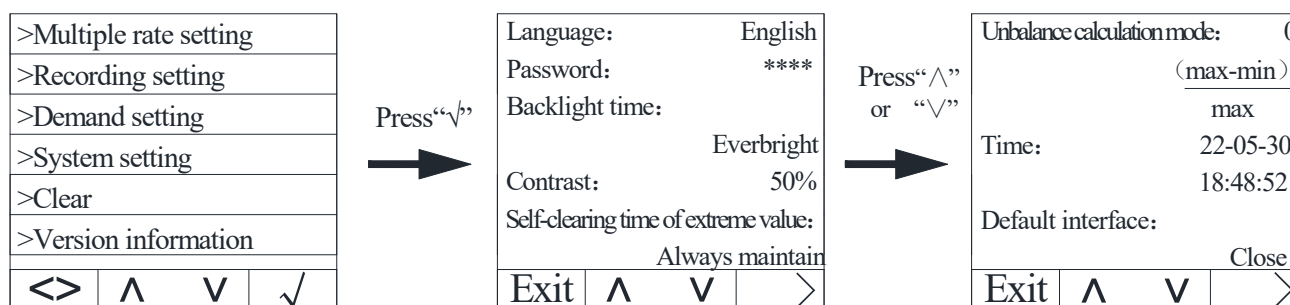 >Multiple rate setting
>Recording setting
>Demand setting
>System setting
>Clear
>Version information
<> ∧ ∨ √
Press“√”
Language： English
Password： ****
Backlight time：
Everbright
Contrast： 50%
Self-clearing time of extreme value：
Always maintain
Exit ∧ ∨ >
Press“∧”
or “∨”
Unbalance calculation mode： 0
（max-min）
max
Time： 22-05-30
18:48:52
Default interface：
Close
Exit ∧ ∨ >